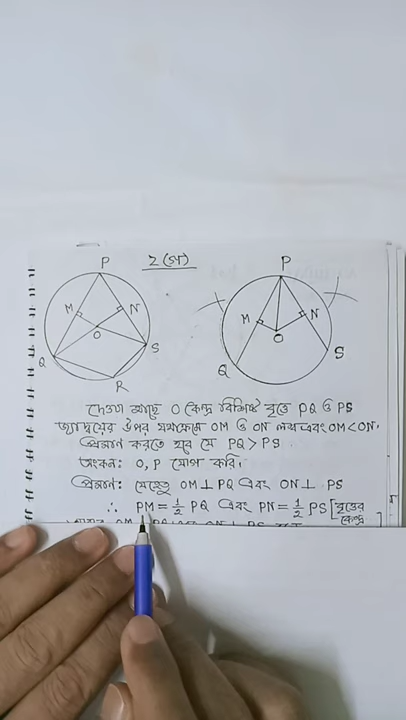 ২(গ)
P
M
N
O
Q
S
R
P
M
N
O
Q
S
দেওয়া আছে O কেন্দ্র বিশিষ্ট বৃত্তে PQ ও PS
জ্যা দ্বয়ের উপর যথাক্রমে OM ও ON লম্ব এবং OM<ON.
প্রমাণ করতে হবে যে PQ > PS.
অংকন: O, P যোগ করি।
প্রমাণ: যেহেতু OM⊥PQ এবং ON⊥ PS
∴ PM = 1/2 PQ এবং PN = 1/2 PS [বৃত্তের
কেন্দ্র ]